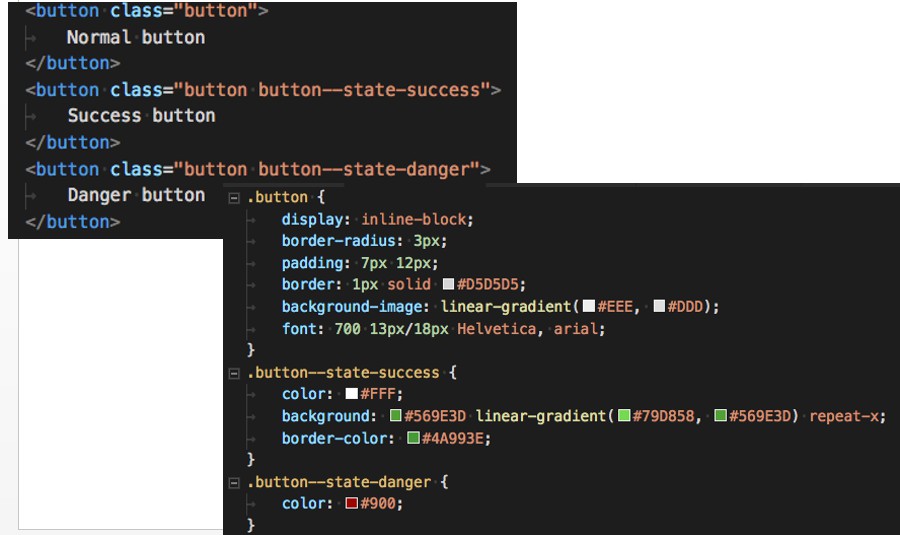 <button class="button">
Normal button
</button>
<button class="button button--state-success">
Success button
</button>
<button class="button button--state-danger">
Danger button
</button>
.button {
display: inline-block;
border-radius: 3px;
padding: 7px 12px;
border: 1px solid #D5D5D5;
background-image: linear-gradient(#EEE, #DDD);
font: 700 13px/18px Helvetica, arial;
}
.button--state-success {
color: #FFF;
background: #569E3D linear-gradient(#79D858, #569E3D) repeat-x;
border-color: #4A993E;
}
.button--state-danger {
color: #900;
}